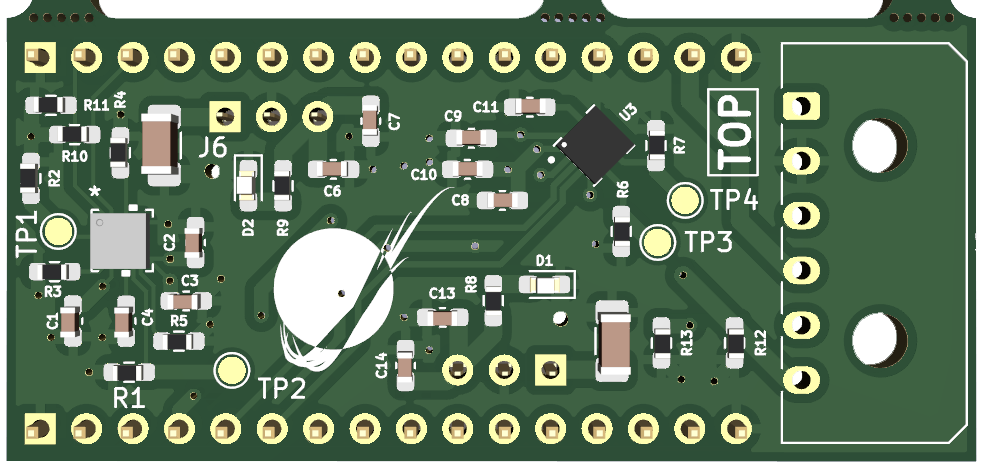 R11
R4
C11
C9
U3
C7
TOP
R10
J6
R7
R2
*
C6
C10
R6
C8
TP4
TP1
D2
R9
C2
TP3
D1
R3
C3
R8
C13
C1
C4
R5
R13
R12
C14
TP2
R1